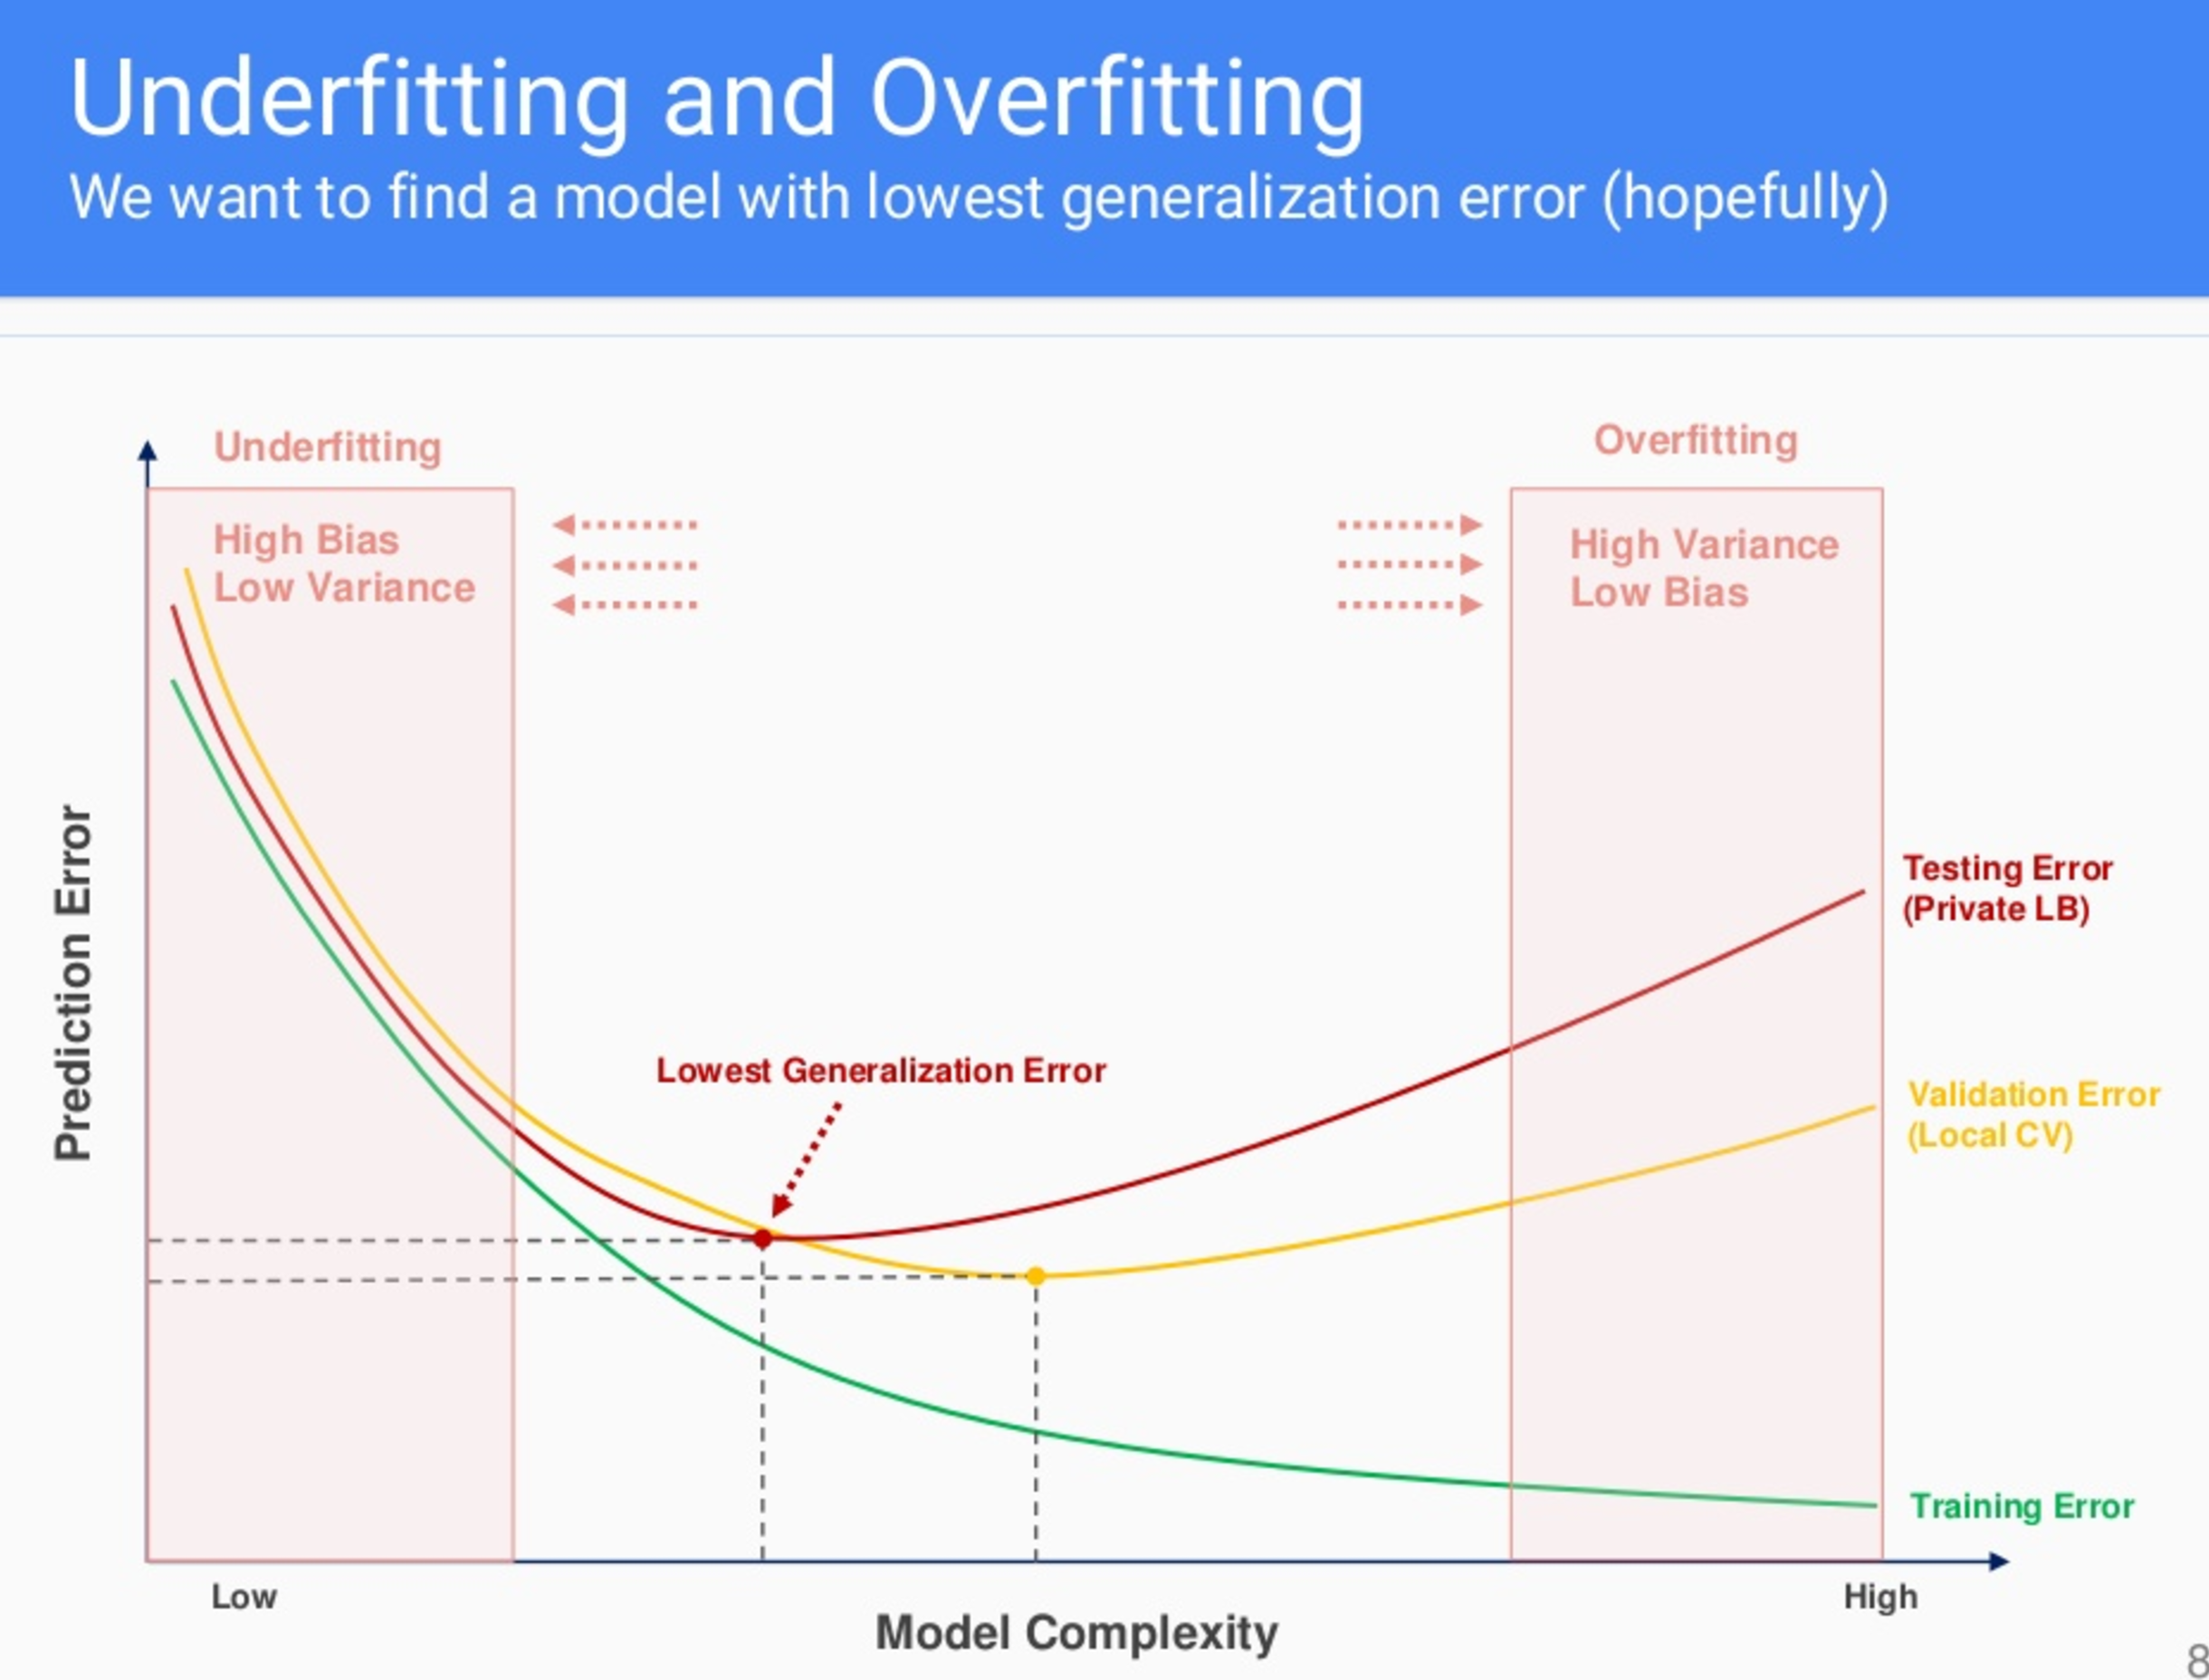 Underfitting and Overfitting
We want to find a model with lowest generalization error (hopefully)
Underfitting
Overfitting
High Bias
Low Variance
High Variance
Low Bias
Prediction Error
Testing Error
(Private LB)
Lowest Generalization Error
Validation Error
(Local CV)
Training Error
Low
High
Model Complexity
8